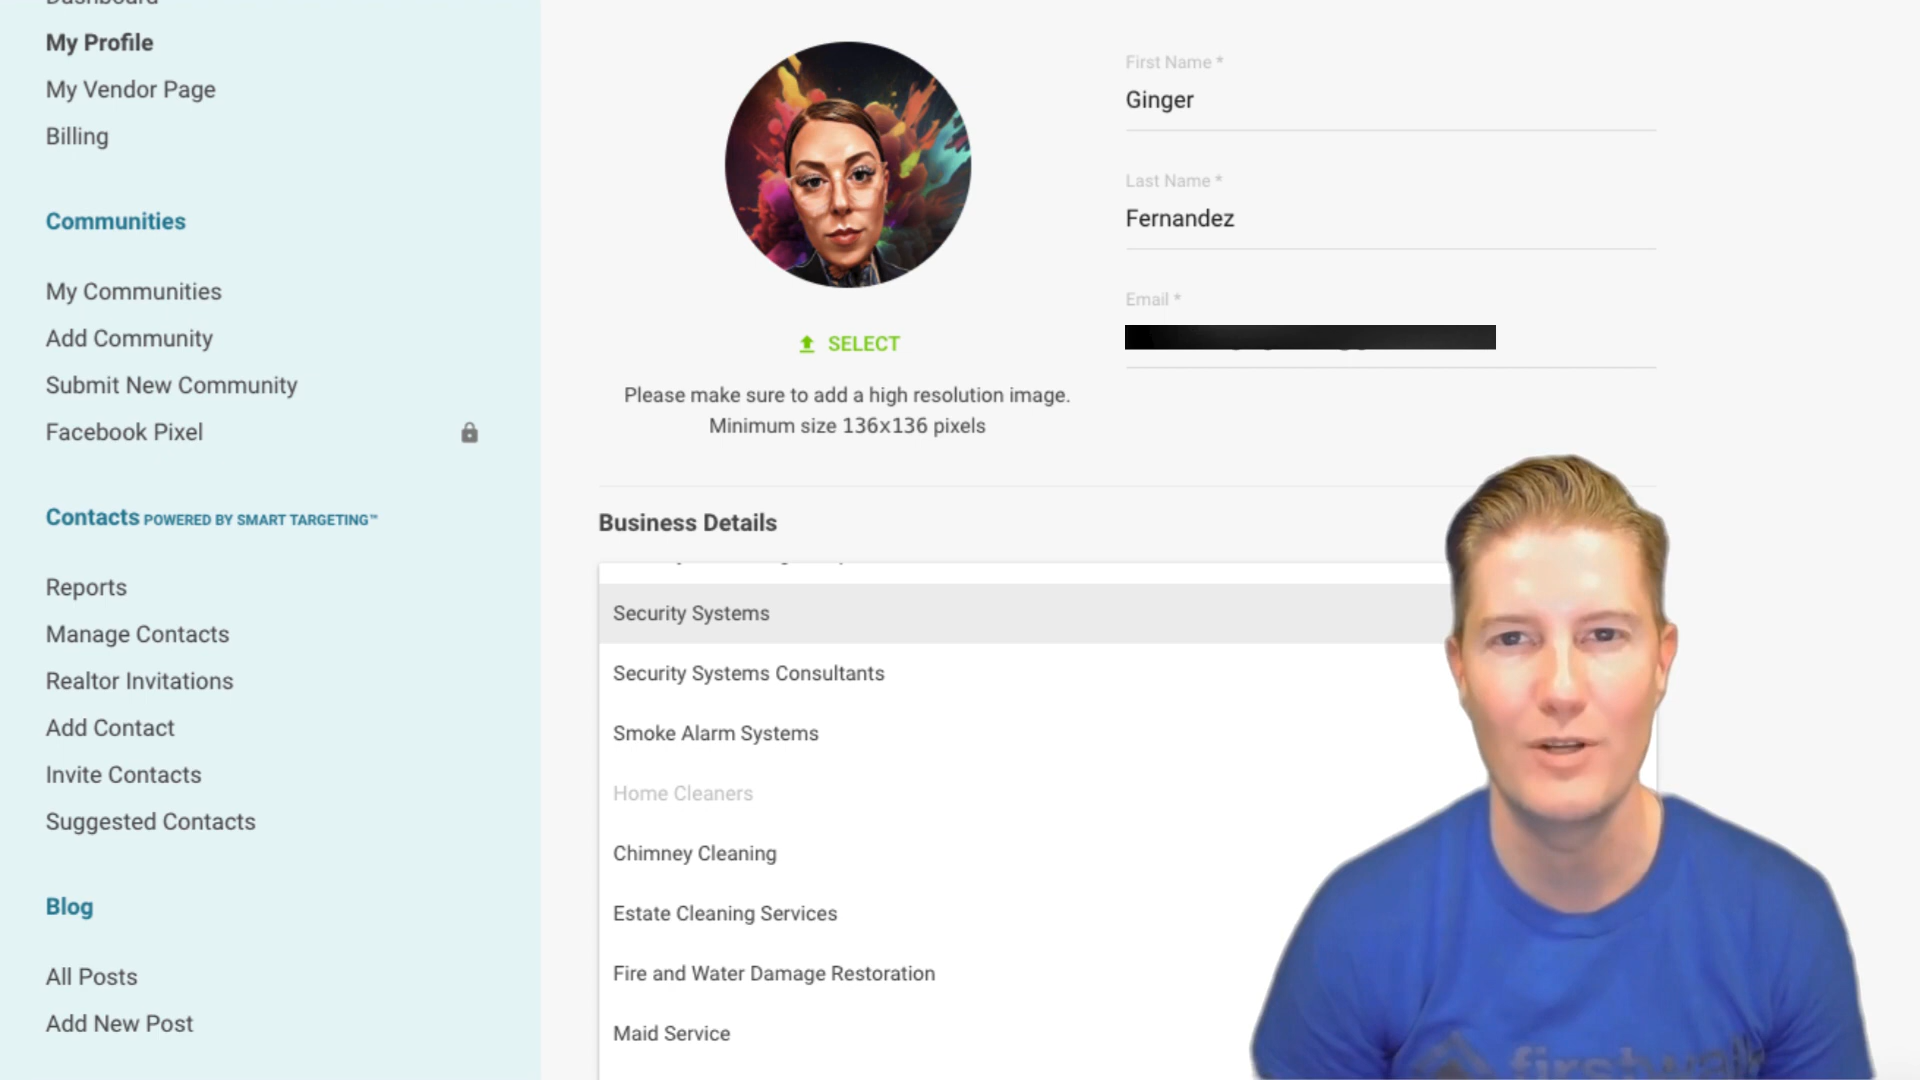 My Profile
My Vendor Page
Billing
Communities
My Communities
Add Community
Submit New Community
Facebook Pixel
Contacts POWERED BY SMART TARGETING™
Reports
Manage Contacts
Realtor Invitations
Add Contact
Invite Contacts
Suggested Contacts
Blog
All Posts
Add New Post
SELECT
Please make sure to add a high resolution image.
Minimum size 136x136 pixels
First Name *
Ginger
Last Name *
Fernandez
Email *
Business Details
Security Systems
Security Systems Consultants
Smoke Alarm Systems
Home Cleaners
Chimney Cleaning
Estate Cleaning Services
Fire and Water Damage Restoration
Maid Service